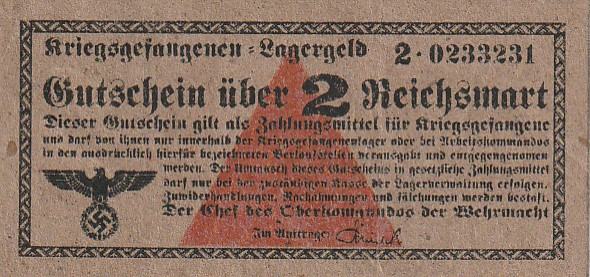 Kriegsgefangenen-Lagergeld 2·0233231
Gutschein über 2 Reichsmark
Dieser Gutschein gilt als Zahlungsmittel für Kriegsgefangene
und darf von ihnen nur innerhalb der Kriegsgefangenenlager oder bei Arbeitskommandos
in den ausdrücklich hierfür bezeichneten Verkaufstellen verausgabt und entgegengenommen
werden. Der Umtausch dieses Gutscheins in gesetzliche Zahlungsmittel
darf nur bei der zuständigen Kasse der Lagerverwaltung erfolgen.
Zuwiderhandlungen, Nachahmungen und Fälschungen werden bestraft.
Der Chef des Oberkommandos der Wehrmacht
Im Auftrage: